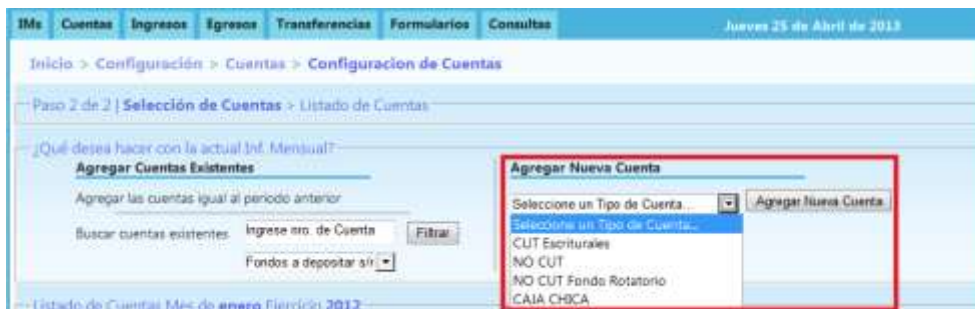 IMs Cuentas Ingresos Egresos Transferencias Formularios Consultas Jueves 25 de Abril de 2013
Inicio > Configuración > Cuentas > Configuracion de Cuentas
Paso 2 de 2 | Selección de Cuentas > Listado de Cuentas
¿Qué desea hacer con la actual Inf. Mensual?
Agregar Cuentas Existentes
Agregar las cuentas igual al periodo anterior
Buscar cuentas existentes Ingrese nro. de Cuenta Filtrar
Fondos a depositar s/r
Agregar Nueva Cuenta
Seleccione un Tipo de Cuenta... Agregar Nueva Cuenta
Seleccione un Tipo de Cuenta...
CUT Escriturales
NO CUT
NO CUT Fondo Rotatorio
CAJA CHICA
Listado de Cuentas Mes de enero Ejercicio 2012